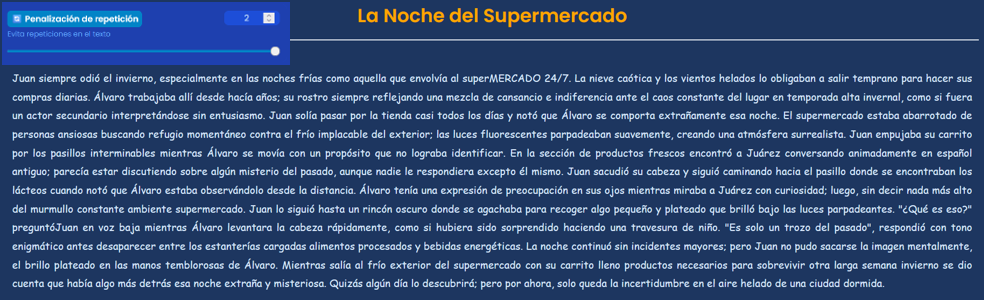 Penalización de repetición
2
Evita repeticiones en el texto
La Noche del Supermercado
Juan siempre odió el invierno, especialmente en las noches frías como aquella que envolvía al superMERCADO 24/7. La nieve caótica y los vientos helados lo obligaban a salir temprano para hacer sus
compras diarias. Álvaro trabajaba allí desde hacía años; su rostro siempre reflejando una mezcla de cansancio e indiferencia ante el caos constante del lugar en temporada alta invernal, como si fuera
un actor secundario interpretándose sin entusiasmo. Juan solía pasar por la tienda casi todos los días y notó que Álvaro se comporta extrañamente esa noche. El supermercado estaba abarrotado de
personas ansiosas buscando refugio momentáneo contra el frío implacable del exterior; las luces fluorescentes parpadeaban suavemente, creando una atmósfera surrealista. Juan empujaba su carrito
por los pasillos interminables mientras Álvaro se movía con un propósito que no lograba identificar. En la sección de productos frescos encontró a Juárez conversando animadamente en español
antiguo; parecía estar discutiendo sobre algún misterio del pasado, aunque nadie le respondiera excepto él mismo. Juan sacudió su cabeza y siguió caminando hacia el pasillo donde se encontraban los
lácteos cuando notó que Álvaro estaba observándolo desde la distancia. Álvaro tenía una expresión de preocupación en sus ojos mientras miraba a Juárez con curiosidad; luego, sin decir nada más alto
del murmullo constante ambiente supermercado. Juan lo siguió hasta un rincón oscuro donde se agachaba para recoger algo pequeño y plateado que brilló bajo las luces parpadeantes. "¿Qué es eso?"
preguntóJuan en voz baja mientras Álvaro levantara la cabeza rápidamente, como si hubiera sido sorprendido haciendo una travesura de niño. "Es solo un trozo del pasado", respondió con tono
enigmático antes desaparecer entre los estanterías cargadas alimentos procesados y bebidas energéticas. La noche continuó sin incidentes mayores; pero Juan no pudo sacarse la imagen mentalmente,
el brillo plateado en las manos temblorosas de Álvaro. Mientras salía al frío exterior del supermercado con su carrito lleno productos necesarios para sobrevivir otra larga semana invierno se dio
cuenta que había algo más detrás esa noche extraña y misteriosa. Quizás algún día lo descubrirá; pero por ahora, solo queda la incertidumbre en el aire helado de una ciudad dormida.